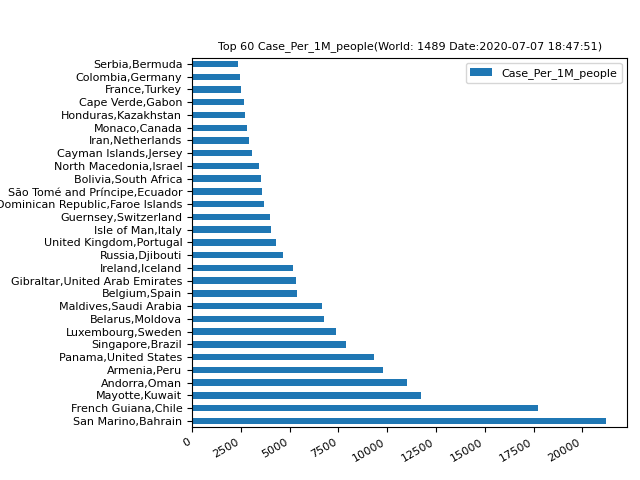 Top 60 Case_Per_1M_people(World: 1489 Date:2020-07-07 18:47:51)
Case_Per_1M_people
Serbia,Bermuda
Colombia,Germany
France,Turkey
Cape Verde,Gabon
Honduras,Kazakhstan
Monaco,Canada
Iran,Netherlands
Cayman Islands,Jersey
North Macedonia,Israel
Bolivia,South Africa
São Tomé and Príncipe,Ecuador
Dominican Republic,Faroe Islands
Guernsey,Switzerland
Isle of Man,Italy
United Kingdom,Portugal
Russia,Djibouti
Ireland,Iceland
Gibraltar,United Arab Emirates
Belgium,Spain
Maldives,Saudi Arabia
Belarus,Moldova
Luxembourg,Sweden
Singapore,Brazil
Panama,United States
Armenia,Peru
Andorra,Oman
Mayotte,Kuwait
French Guiana,Chile
San Marino,Bahrain
0 2500 5000 7500 10000 12500 15000 17500 20000